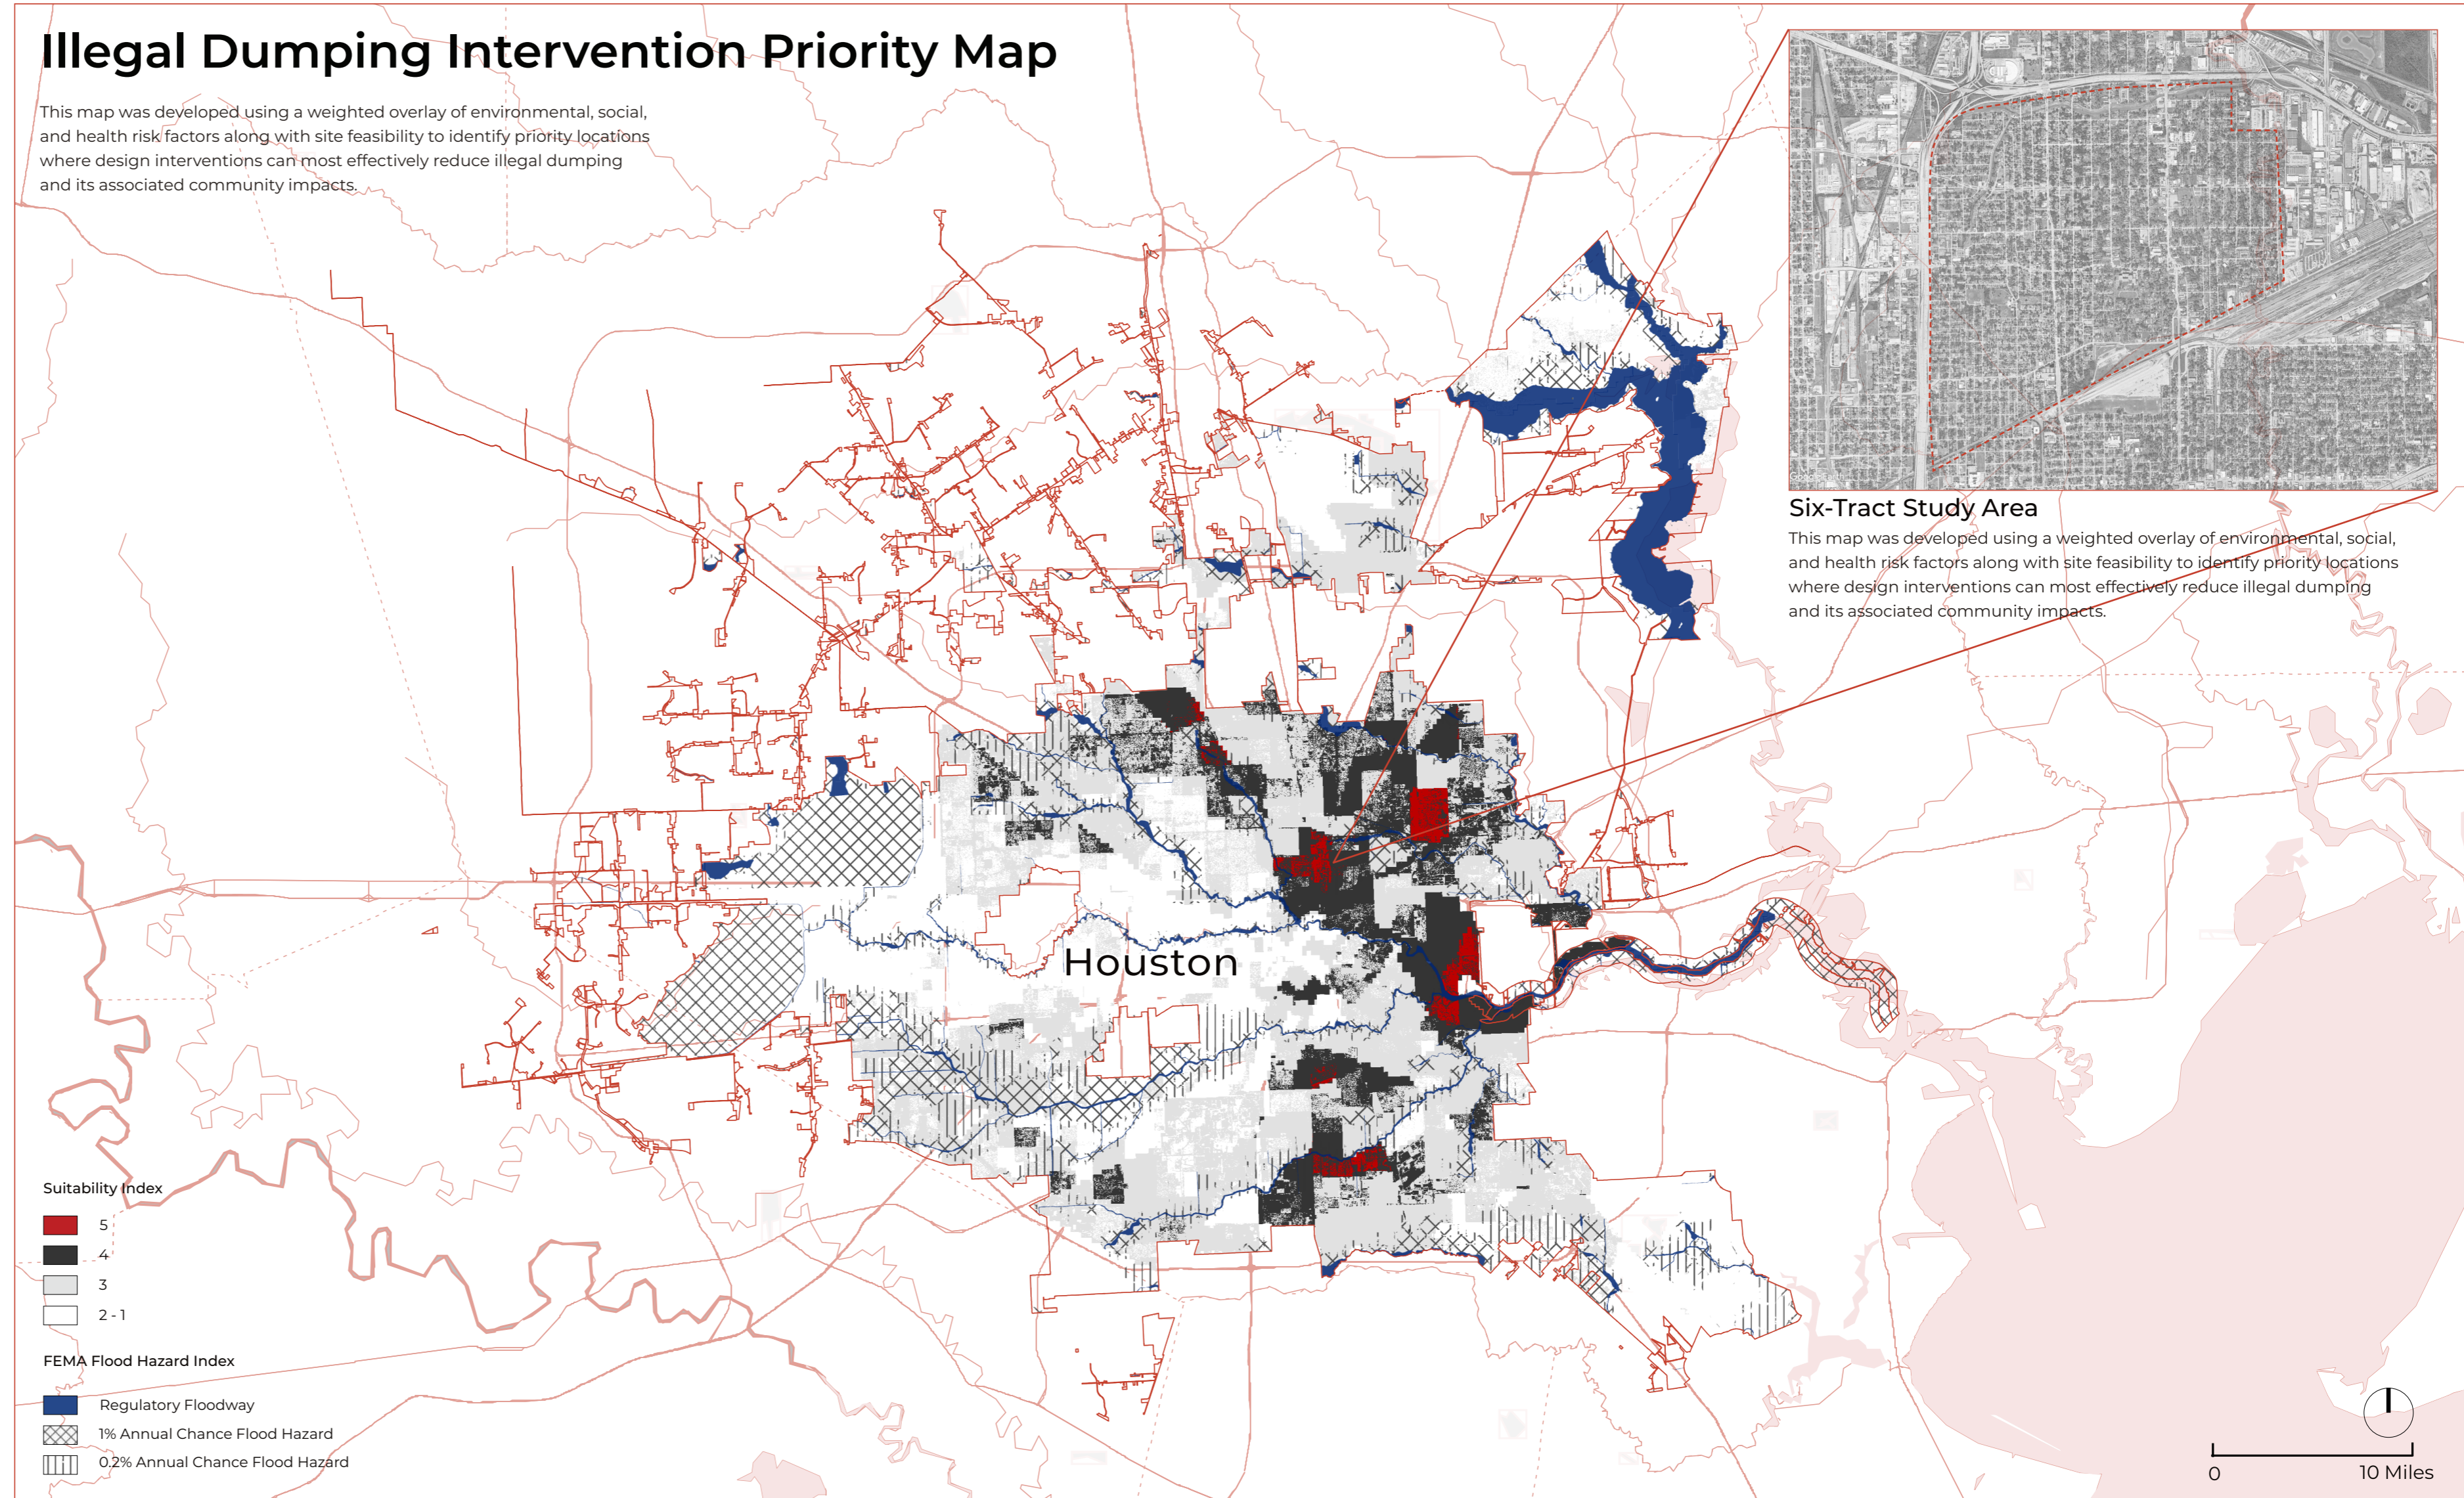 Illegal Dumping Intervention Priority Map
This map was developed using a weighted overlay of environmental, social,
and health risk factors along with site feasibility to identify priority locations
where design interventions can most effectively reduce illegal dumping
and its associated community impacts.
Six-Tract Study Area
This map was developed using a weighted overlay of environmental, social,
and health risk factors along with site feasibility to identify priority locations
where design interventions can most effectively reduce illegal dumping
and its associated community impacts.
Houston
Suitability Index
5
4
3
2 - 1
FEMA Flood Hazard Index
Regulatory Floodway
1% Annual Chance Flood Hazard
0.2% Annual Chance Flood Hazard
0
10 Miles